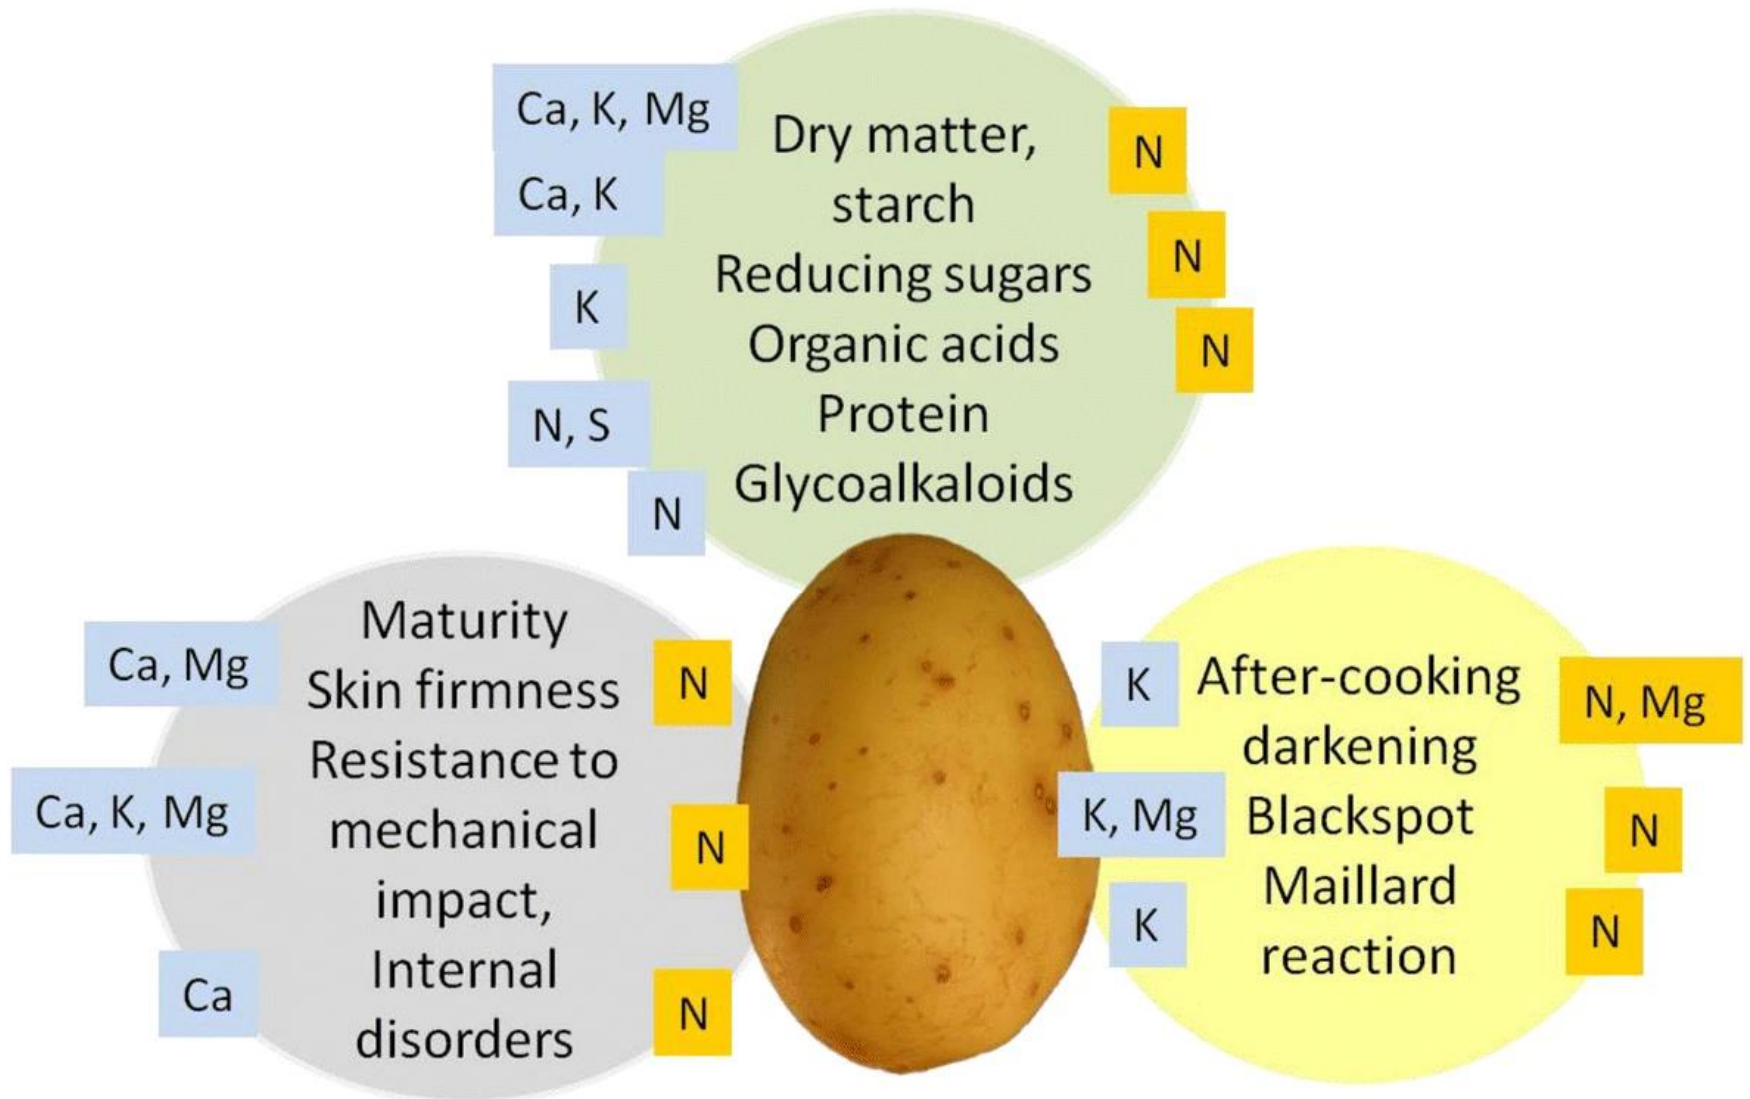 Ca, K, Mg
Ca, K
K
N, S
N
Dry matter,
starch
Reducing sugars
Organic acids
Protein
Glycoalkaloids
N
N
N
Ca, Mg
Ca, K, Mg
Ca
Maturity
Skin firmness
Resistance to
mechanical
impact,
Internal
disorders
N
N
N
K
K, Mg
K
After-cooking
darkening
Blackspot
Maillard
reaction
N, Mg
N
N